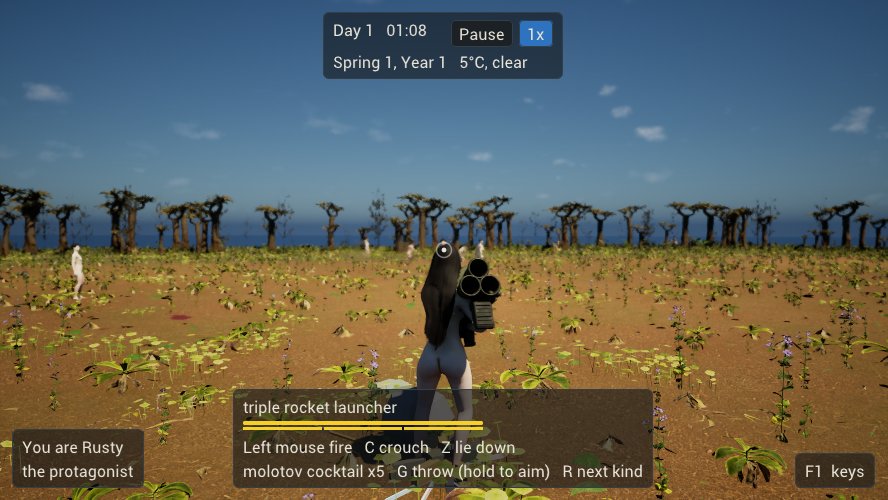 Day 1 01:08 Pause 1x
Spring 1, Year 1 5°C, clear
triple rocket launcher
Left mouse fire C crouch Z lie down
molotov cocktail x5 G throw (hold to aim) R next kind
You are Rusty
the protagonist
F1 keys